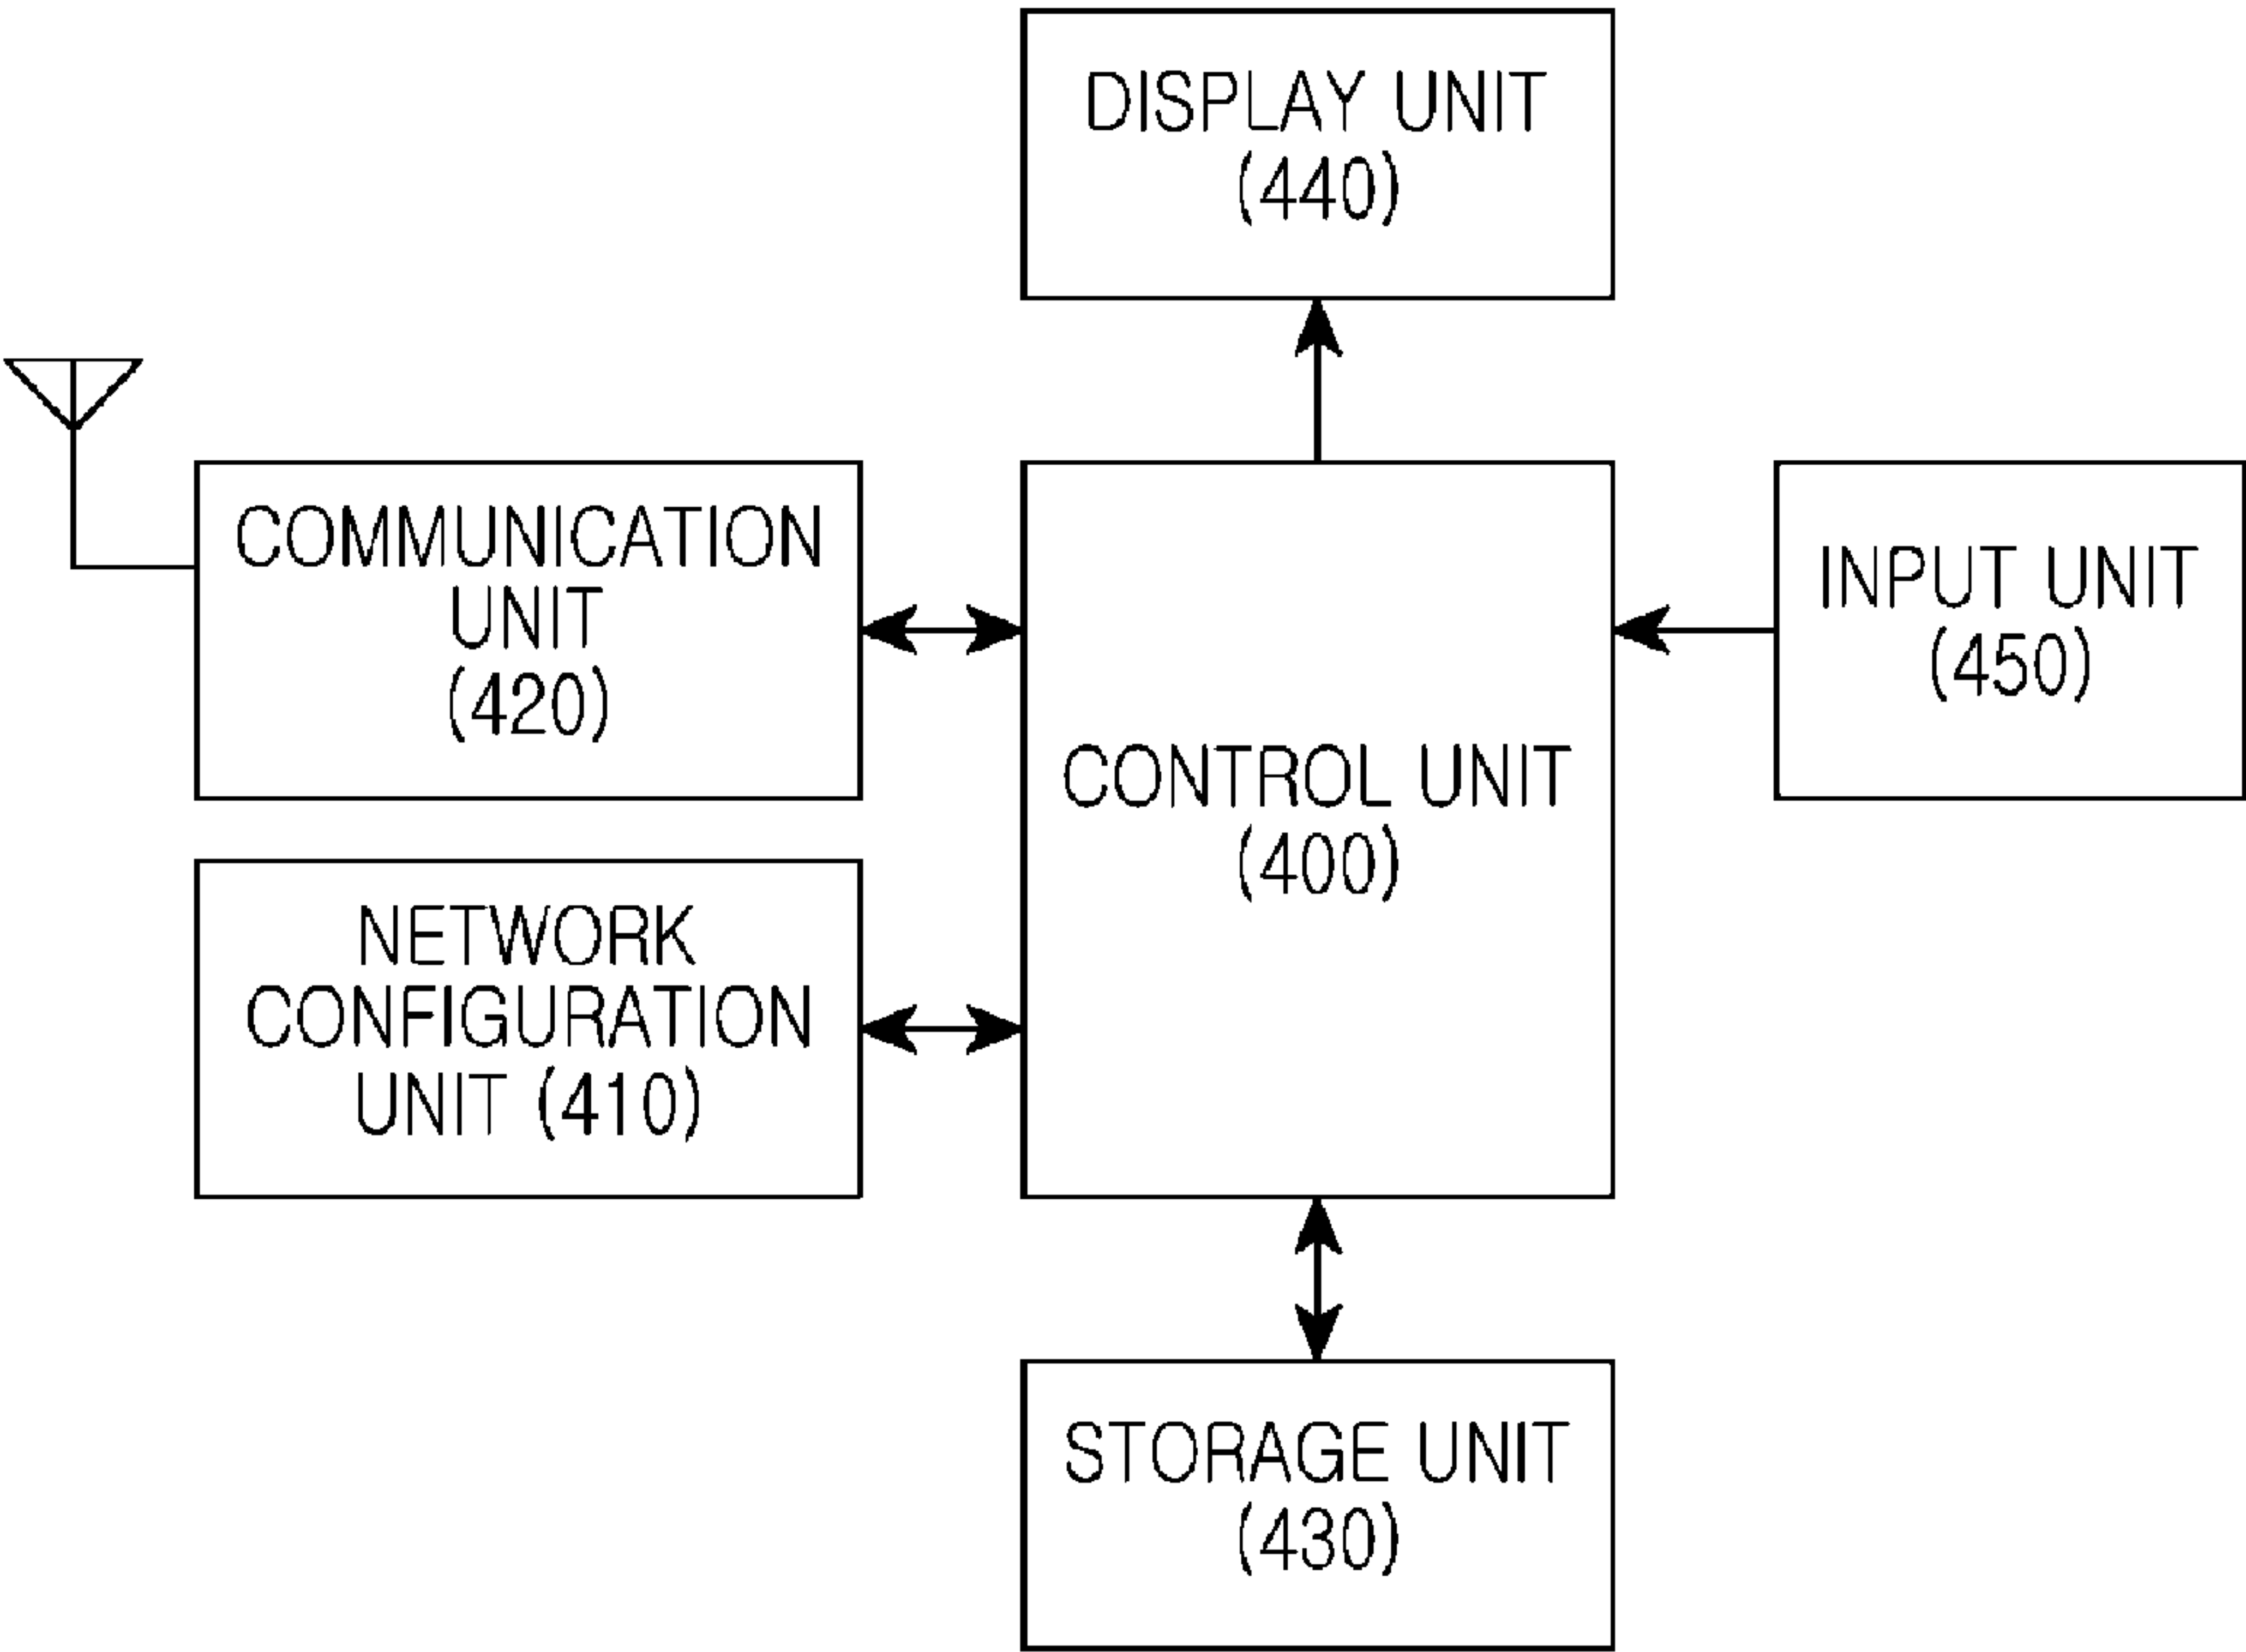 DISPLAY UNIT
(440)
COMMUNICATION
UNIT
(420)
CONTROL UNIT
(400)
INPUT UNIT
(450)
NETWORK
CONFIGURATION
UNIT (410)
STORAGE UNIT
(430)